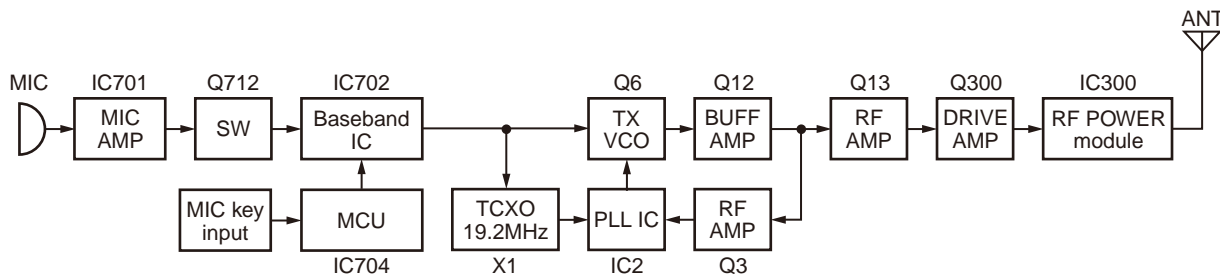 ANT
MIC
IC701
Q712
IC702
Q6
Q12
Q13
Q300
IC300
MIC
AMP
SW
Baseband
IC
TX
VCO
BUFF
AMP
RF
AMP
DRIVE
AMP
RF POWER
module
MIC key
input
MCU
TCXO
19.2MHz
PLL IC
RF
AMP
IC704
X1
IC2
Q3